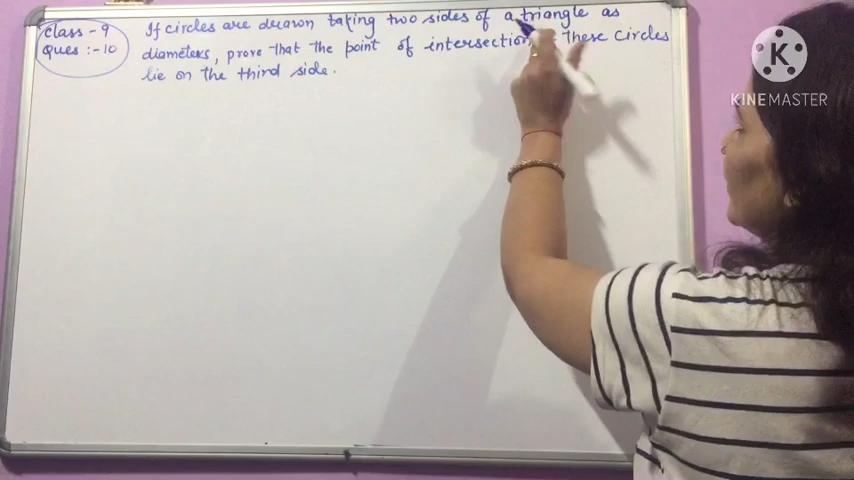 Class - 9
Ques :- 10
If circles are drawn taking two sides of a triangle as
diameters, prove that the point of intersection these circles
lie on the third side.
K
KINEMASTER